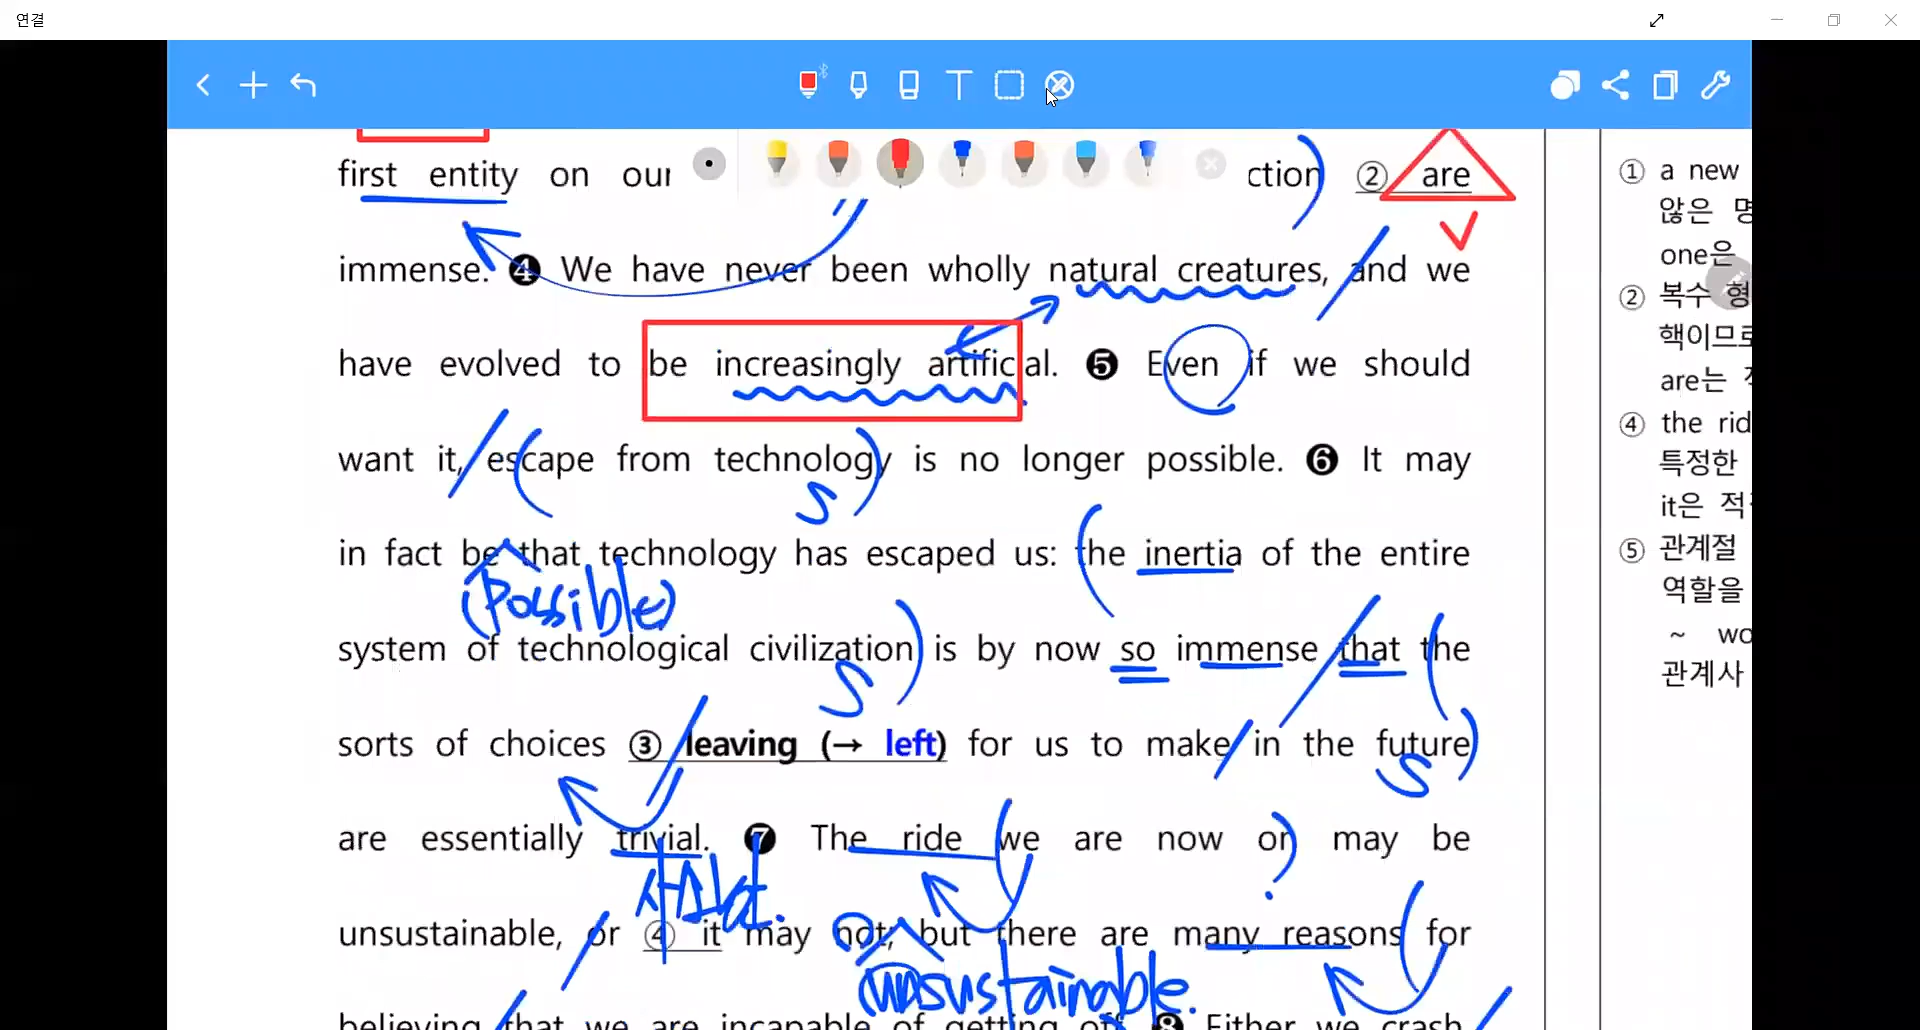 연결
first entity on our ction ② are
immense. ❹ We have never been wholly natural creatures, and we
have evolved to be increasingly artificial. ❺ Even if we should
want it, escape from technology is no longer possible. ❻ It may
S
in fact be that technology has escaped us: the inertia of the entire
(Possible)
system of technological civilization is by now so immense that the
S
sorts of choices ③ leaving (→ left) for us to make in the future
S
are essentially trivial. ❼ The ride we are now on may be
사소한.
unsustainable, or ④ it may not; but there are many reasons for
unsustainable.
believing that we are incapable of getting off. ❽ Either we crash,
① a new
않은 명
one은
② 복수 형
핵이므로
are는
④ the rid
특정한
it은 적
⑤ 관계절
역할을
~ wo
관계사